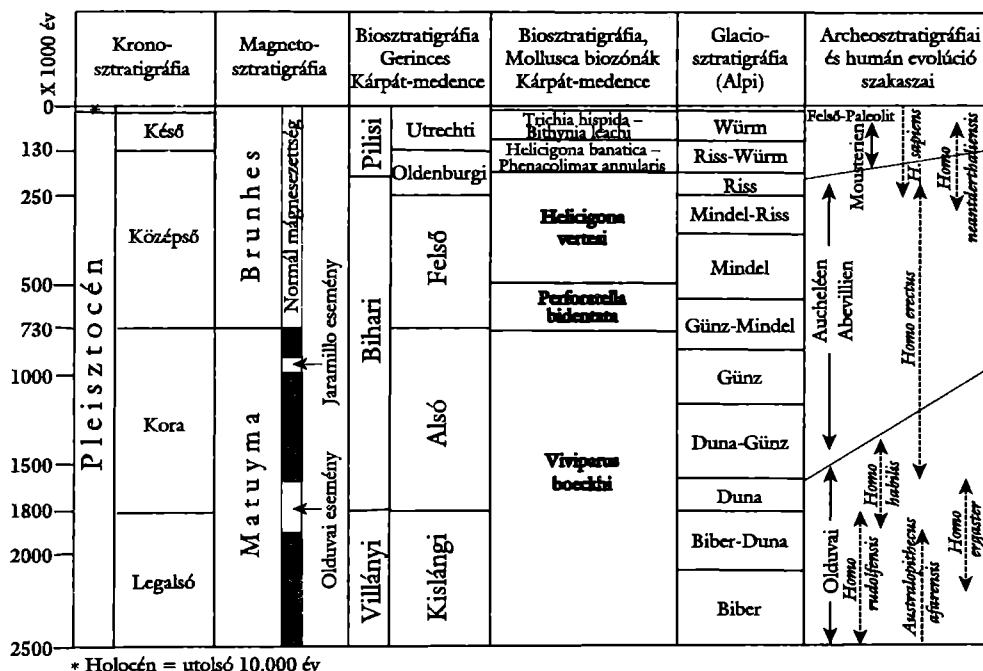 X 1000 év
Krono-
sztratigráfia
Magneto-
sztratigráfia
Biosztratigráfia
Gerinces
Kárpát-medence
Biosztratigráfia,
Mollusca biozónák
Kárpát-medence
Glacio-
sztratigráfia
(Alpi)
Archeosztratigráfiai
és humán evolúció
szakaszai
0
130
250
500
730
1000
1500
1800
2000
2500
*
Pleisztocén
Késő
Középső
Kora
Legalsó
Brunhes
Matuyma
Normál mágnesezettség
Jaramillo esemény
Olduvai esemény
Pilisi
Bihari
Villányi
Utrechti
Oldenburgi
Felső
Alsó
Kislángi
Trichia hispida –
Bithynia leachi
Helicigona banatica –
Phenacolimax annularis
Helicigona
vertesi
Perforatella
bidentata
Viviparus
boeckhi
Würm
Riss-Würm
Riss
Mindel-Riss
Mindel
Günz-Mindel
Günz
Duna-Günz
Duna
Biber-Duna
Biber
Felső-Paleolit
Mousterien
H. sapiens
Homo
neantderthaliensis
Aucheléen
Abevillien
Homo erectus
Olduvai
Homo
rudolfensis
Homo
habilis
Australopithecus
afarensis
Homo
ergaster
* Holocén = utolsó 10.000 év